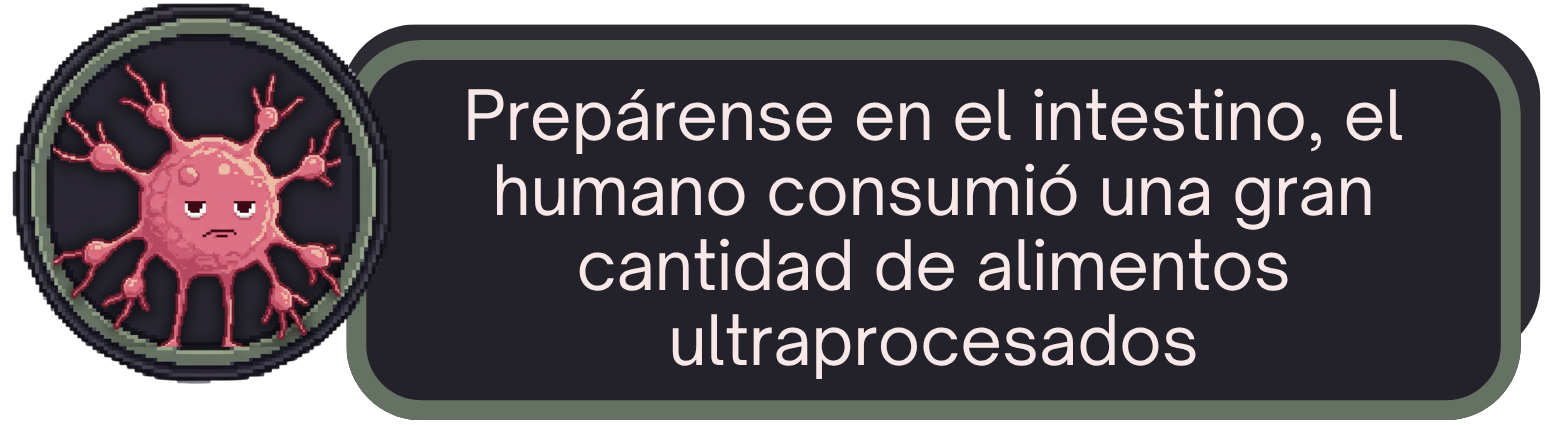 Prepárense en el intestino, el
humano consumió una gran
cantidad de alimentos
ultraprocesados